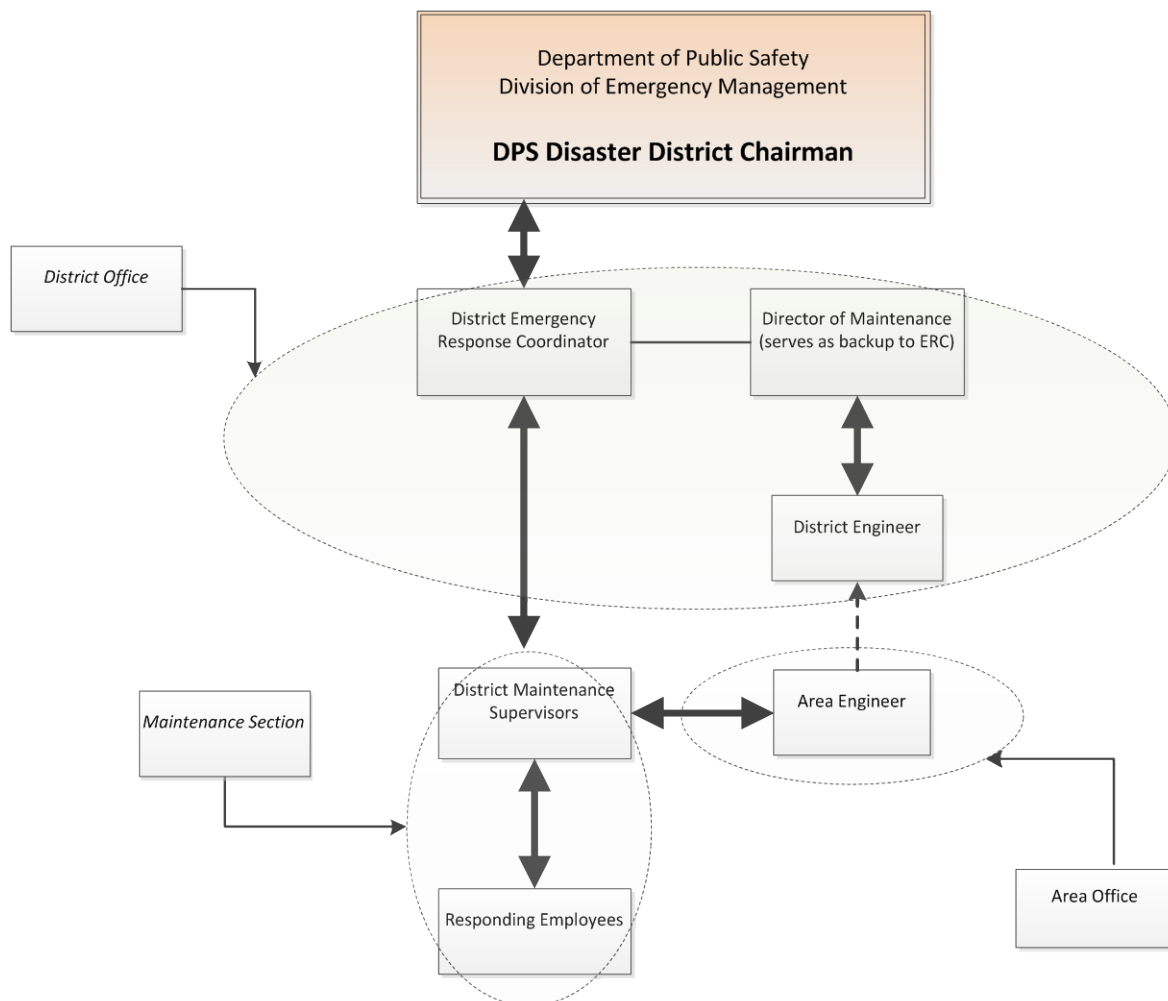 Department of Public Safety
Division of Emergency Management
DPS Disaster District Chairman
District Office
District Emergency
Response Coordinator
Director of Maintenance
(serves as backup to ERC)
District Engineer
District Maintenance
Supervisors
Area Engineer
Maintenance Section
Responding Employees
Area Office